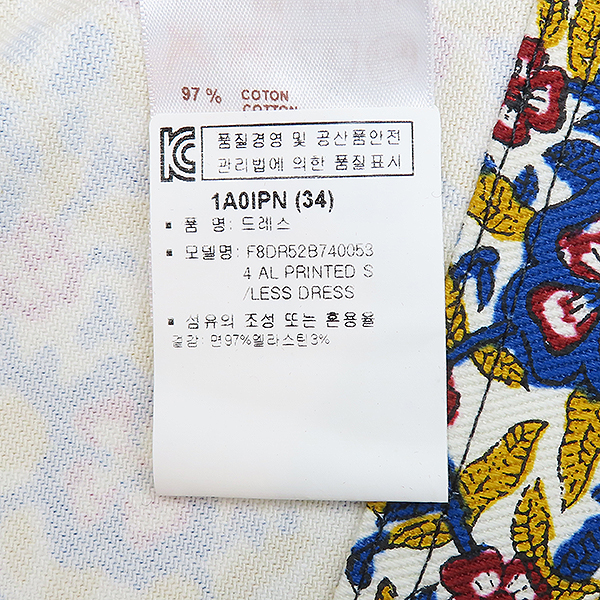 97 % COTON
COTTON
품질경영 및 공산품안전
관리법에 의한 품질표시
1A0IPN (34)
▪ 품 명: 드레스
▪ 모델명: F8DR52B740053
4 AL PRINTED S
/LESS DRESS
▪ 섬유의 조성 또는 혼용율
겉감: 면97%엘라스틴3%